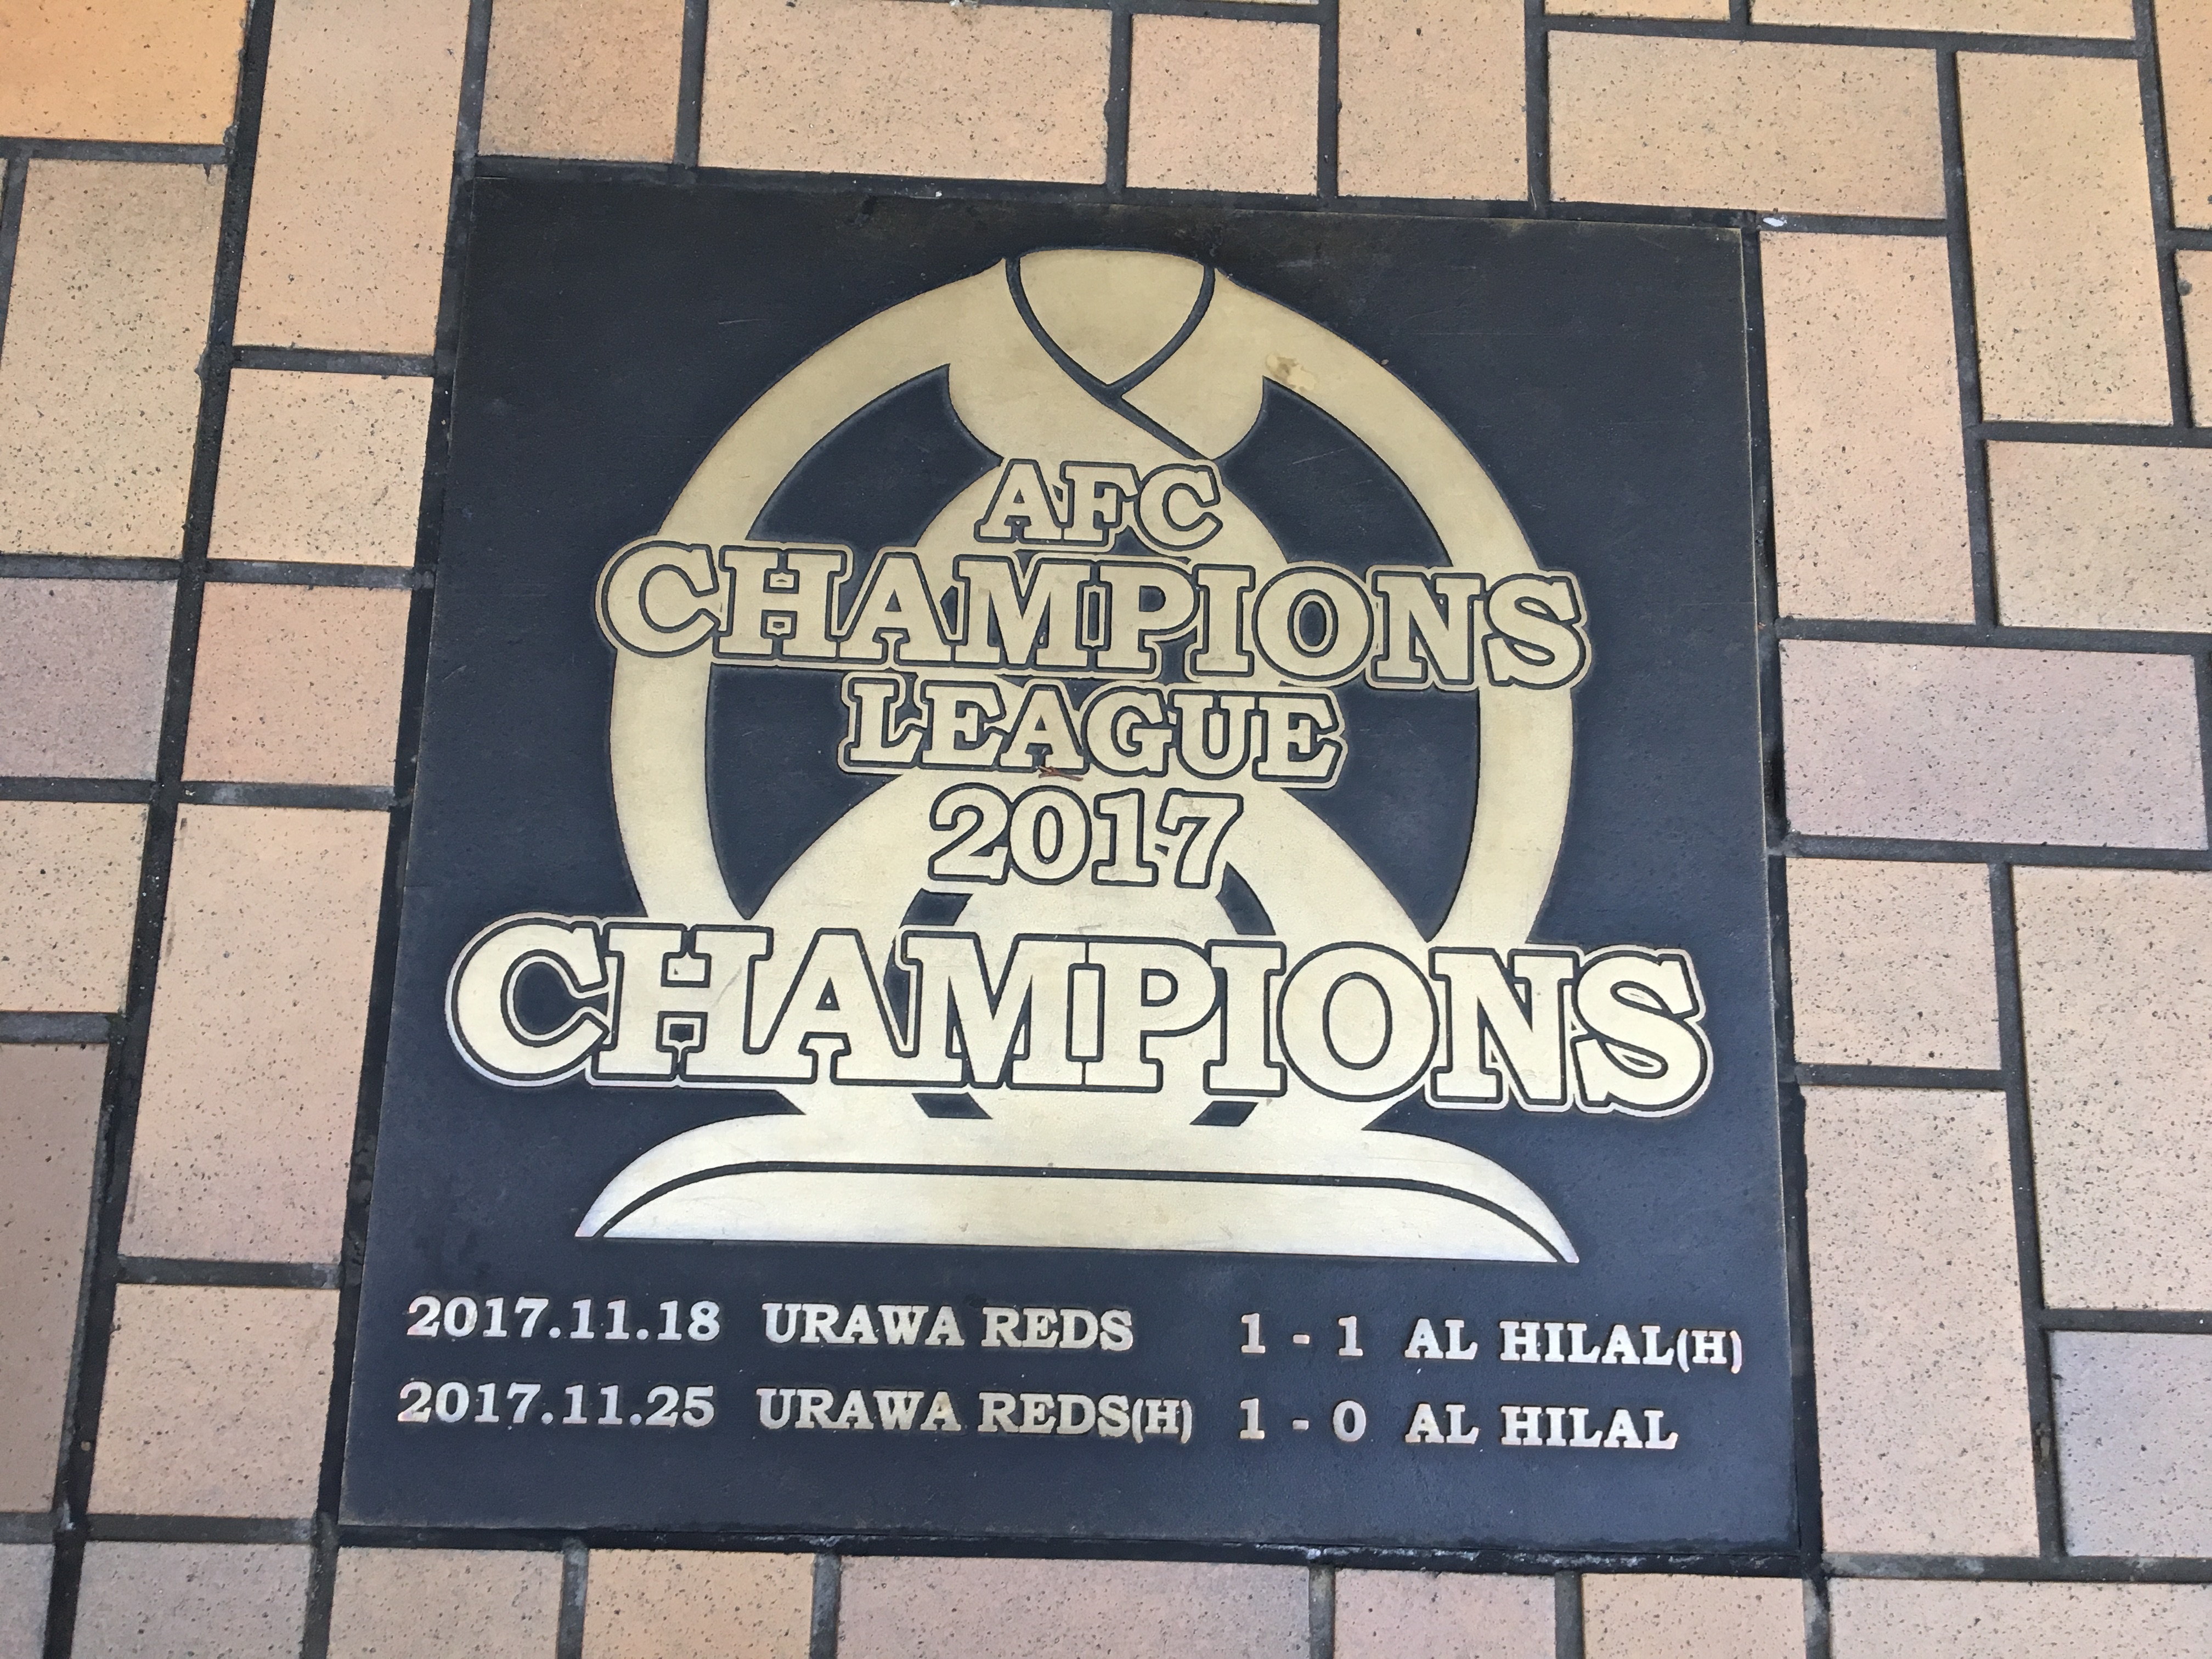 AFC
CHAMPIONS
LEAGUE
2017
CHAMPIONS
2017.11.18 URAWA REDS 1 - 1 AL HILAL(H)
2017.11.25 URAWA REDS(H) 1 - 0 AL HILAL